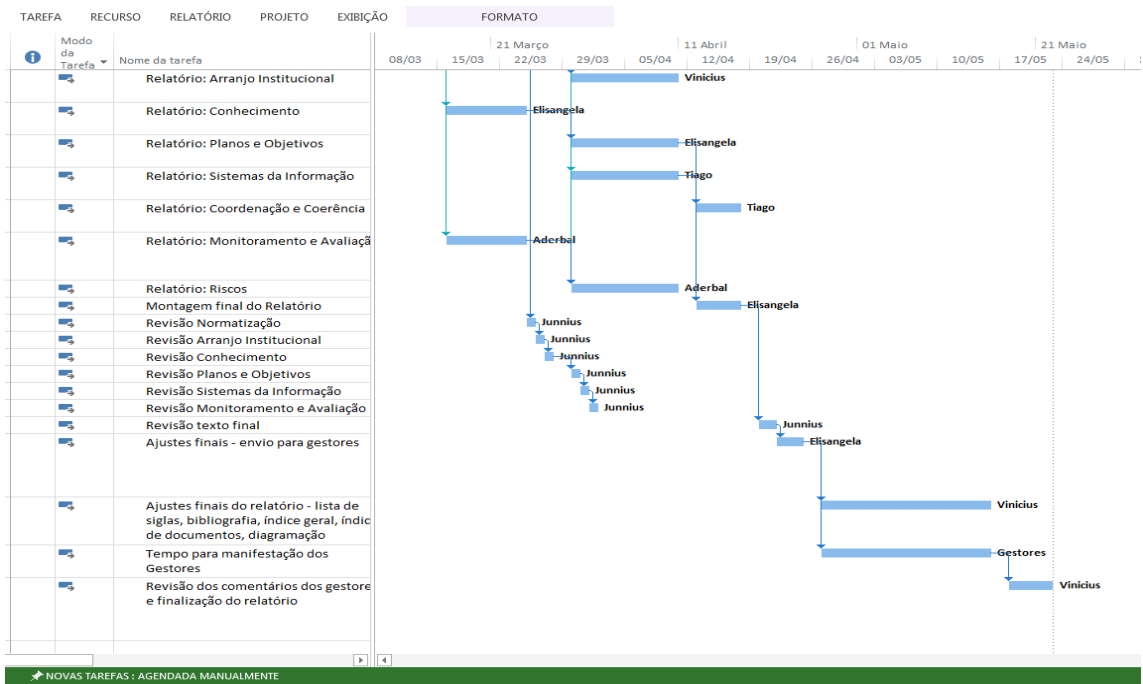 TAREFA RECURSO RELATÓRIO PROJETO EXIBIÇÃO FORMATO
Modo da Tarefa Nome da tarefa
21 Março 11 Abril 01 Maio 21 Maio
08/03 15/03 22/03 29/03 05/04 12/04 19/04 26/04 03/05 10/05 17/05 24/05
Relatório: Arranjo Institucional Vinicius
Relatório: Conhecimento Elisangela
Relatório: Planos e Objetivos Elisangela
Relatório: Sistemas da Informação Tiago
Relatório: Coordenação e Coerência Tiago
Relatório: Monitoramento e Avaliaçã Aderbal
Relatório: Riscos Aderbal
Montagem final do Relatório Elisangela
Revisão Normatização Junnius
Revisão Arranjo Institucional Junnius
Revisão Conhecimento Junnius
Revisão Planos e Objetivos Junnius
Revisão Sistemas da Informação Junnius
Revisão Monitoramento e Avaliação Junnius
Revisão texto final Junnius
Ajustes finais - envio para gestores Elisangela
Ajustes finais do relatório - lista de Vinicius
siglas, bibliografia, índice geral, índic
de documentos, diagramação
Tempo para manifestação dos Gestores
Gestores
Revisão dos comentários dos gestore Vinicius
e finalização do relatório
NOVAS TAREFAS : AGENDADA MANUALMENTE